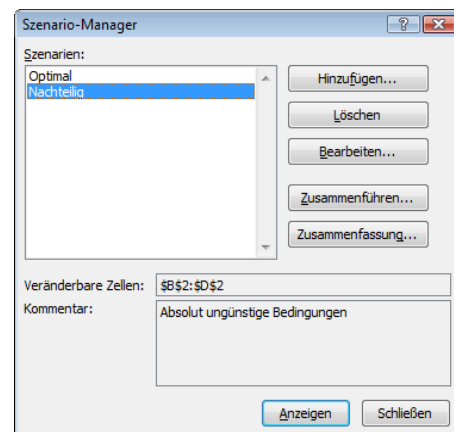 Szenario-Manager
Szenarien:
Optimal
Nachteilig
Hinzufügen...
Löschen
Bearbeiten...
Zusammenführen...
Zusammenfassung...
Veränderbare Zellen: $B$2:$D$2
Kommentar: Absolut ungünstige Bedingungen
Anzeigen Schließen